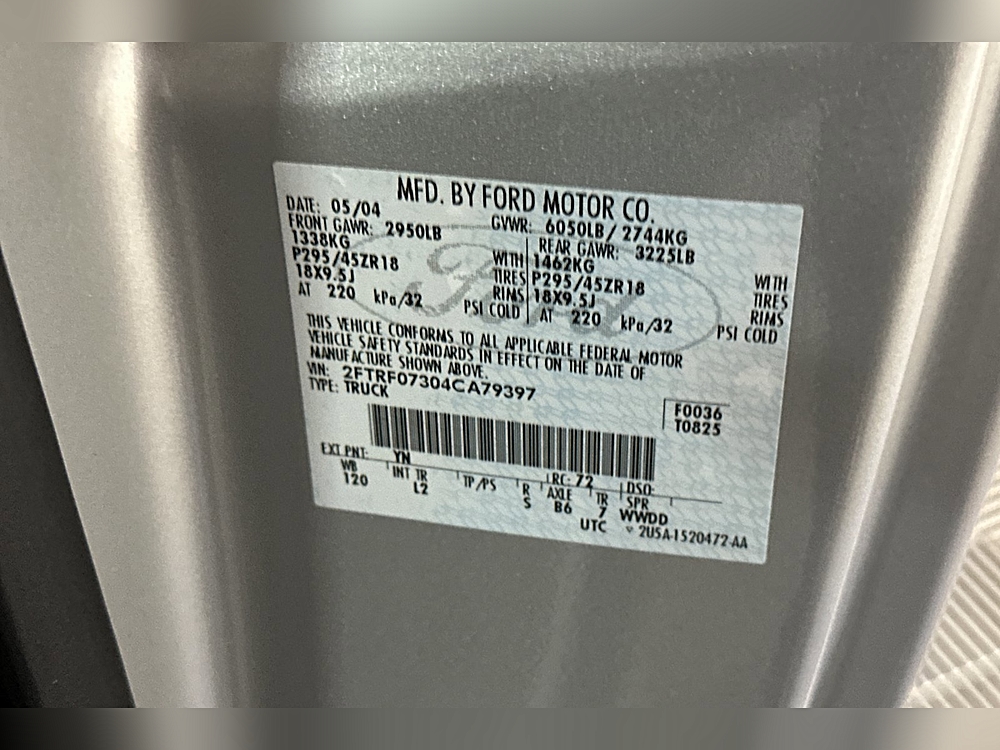 MFD. BY FORD MOTOR CO.
DATE: 05/04 GVWR: 6050LB/ 2744KG
FRONT GAWR: 2950LB REAR GAWR: 3225LB
1338KG WITH 1462KG WITH
P295/45ZR18 TIRES P295/45ZR18 TIRES
18X9.5J RIMS 18X9.5J RIMS
AT 220 kPa/32 PSI COLD AT 220 kPa/32 PSI COLD
THIS VEHICLE CONFORMS TO ALL APPLICABLE FEDERAL MOTOR
VEHICLE SAFETY STANDARDS IN EFFECT ON THE DATE OF
MANUFACTURE SHOWN ABOVE.
VIN: 2FTRF07304CA79397
TYPE: TRUCK
F0036
T0825
EXT PNT: YN RC: 72 DSO:
WB INT TR TP/PS R AXLE TR SPR
120 L2 S B6 7 WWDD
UTC 2U5A-1520472-AA
Ford